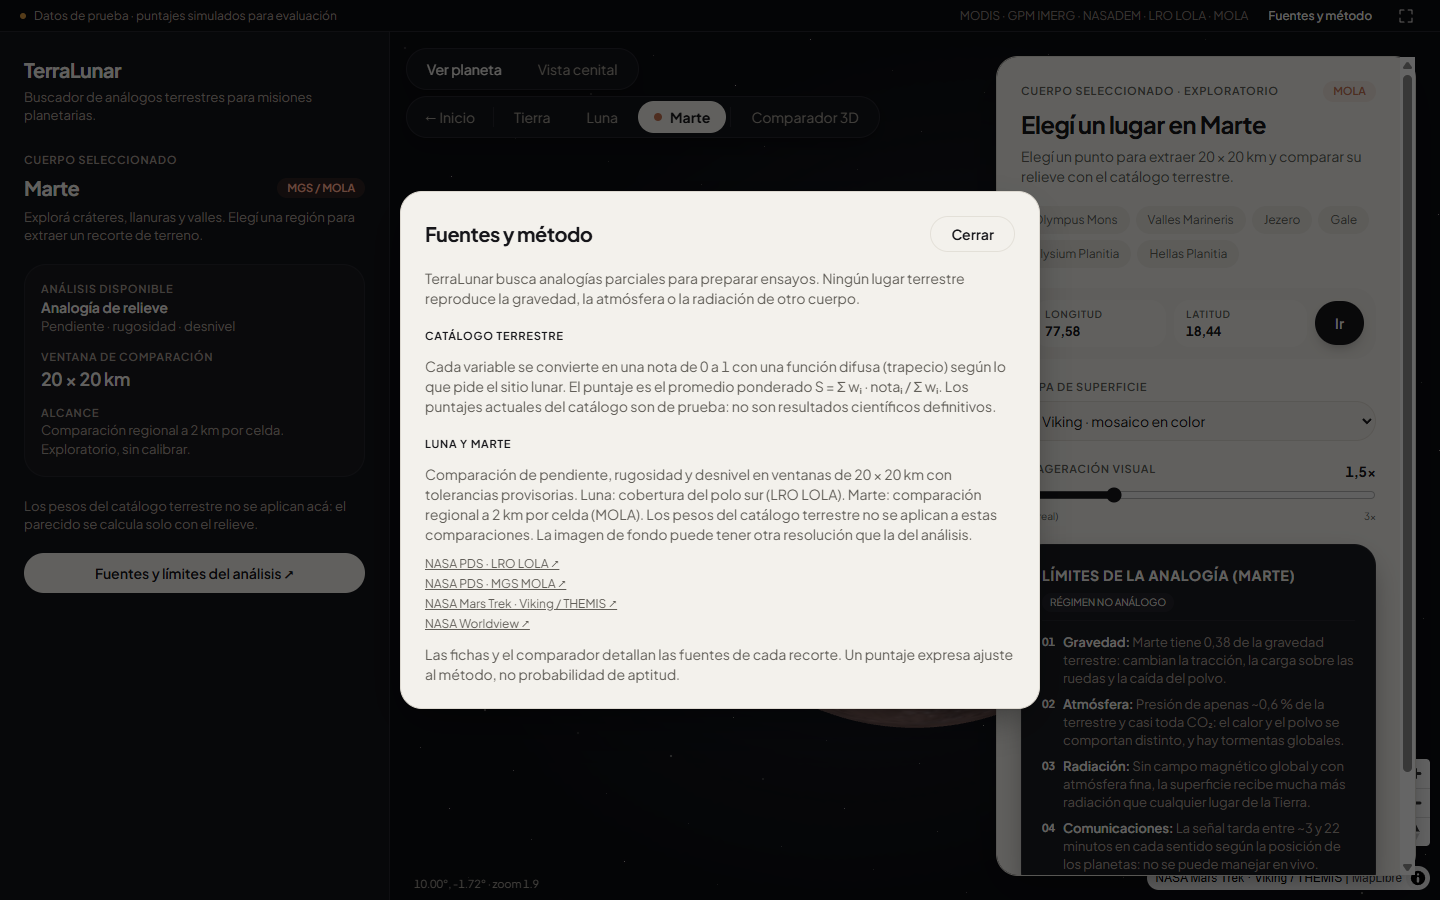 Datos de prueba · puntajes simulados para evaluación
MODIS · GPM IMERG · NASADEM · LRO LOLA · MOLA
Fuentes y método
TerraLunar
Buscador de análogos terrestres para misiones
planetarias.
CUERPO SELECCIONADO
Marte
MGS / MOLA
Explorá cráteres, llanuras y valles. Elegí una región para
extraer un recorte de terreno.
ANÁLISIS DISPONIBLE
Analogía de relieve
Pendiente · rugosidad · desnivel
VENTANA DE COMPARACIÓN
20 × 20 km
ALCANCE
Comparación regional a 2 km por celda.
Exploratorio, sin calibrar.
Los pesos del catálogo terrestre no se aplican acá: el
parecido se calcula solo con el relieve.
Fuentes y límites del análisis ↗
Ver planeta
Vista cenital
← Inicio
Tierra
Luna
Marte
Comparador 3D
Fuentes y método
Cerrar
TerraLunar busca analogías parciales para preparar ensayos. Ningún lugar terrestre
reproduce la gravedad, la atmósfera o la radiación de otro cuerpo.
CATÁLOGO TERRESTRE
Cada variable se convierte en una nota de 0 a 1 con una función difusa (trapecio) según lo
que pide el sitio lunar. El puntaje es el promedio ponderado S = Σ wᵢ · notaᵢ / Σ wᵢ. Los
puntajes actuales del catálogo son de prueba: no son resultados científicos definitivos.
LUNA Y MARTE
Comparación de pendiente, rugosidad y desnivel en ventanas de 20 × 20 km con
tolerancias provisorias. Luna: cobertura del polo sur (LRO LOLA). Marte: comparación
regional a 2 km por celda (MOLA). Los pesos del catálogo terrestre no se aplican a estas
comparaciones. La imagen de fondo puede tener otra resolución que la del análisis.
NASA PDS · LRO LOLA ↗
NASA PDS · MGS MOLA ↗
NASA Mars Trek · Viking / THEMIS ↗
NASA Worldview ↗
Las fichas y el comparador detallan las fuentes de cada recorte. Un puntaje expresa ajuste
al método, no probabilidad de aptitud.
CUERPO SELECCIONADO · EXPLORATORIO
MOLA
Elegí un lugar en Marte
Elegí un punto para extraer 20 × 20 km y comparar su
relieve con el catálogo terrestre.
lympus Mons
Valles Marineris
Jezero
Gale
lysium Planitia
Hellas Planitia
LONGITUD
77,58
LATITUD
18,44
Ir
PA DE SUPERFICIE
Viking · mosaico en color
AGERACIÓN VISUAL
1,5×
real)
3×
LÍMITES DE LA ANALOGÍA (MARTE)
RÉGIMEN NO ANÁLOGO
01 Gravedad: Marte tiene 0,38 de la gravedad
terrestre: cambian la tracción, la carga sobre las
ruedas y la caída del polvo.
02 Atmósfera: Presión de apenas ~0,6 % de la
terrestre y casi toda CO₂: el calor y el polvo se
comportan distinto, y hay tormentas globales.
03 Radiación: Sin campo magnético global y con
atmósfera fina, la superficie recibe mucha más
radiación que cualquier lugar de la Tierra.
04 Comunicaciones: La señal tarda entre ~3 y 22
minutos en cada sentido según la posición de
los planetas: no se puede manejar en vivo.
10.00°, -1.72° · zoom 1.9
NASA Mars Trek · Viking / THEMIS | MapLibre